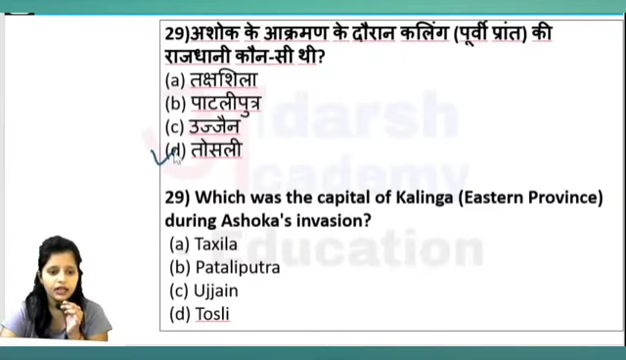 29)अशोक के आक्रमण के दौरान कलिंग (पूर्वी प्रांत) की
राजधानी कौन-सी थी?
(a) तक्षशिला
(b) पाटलीपुत्र
(c) उज्जैन
(d) तोसली
29) Which was the capital of Kalinga (Eastern Province)
during Ashoka's invasion?
(a) Taxila
(b) Pataliputra
(c) Ujjain
(d) Tosli
Education